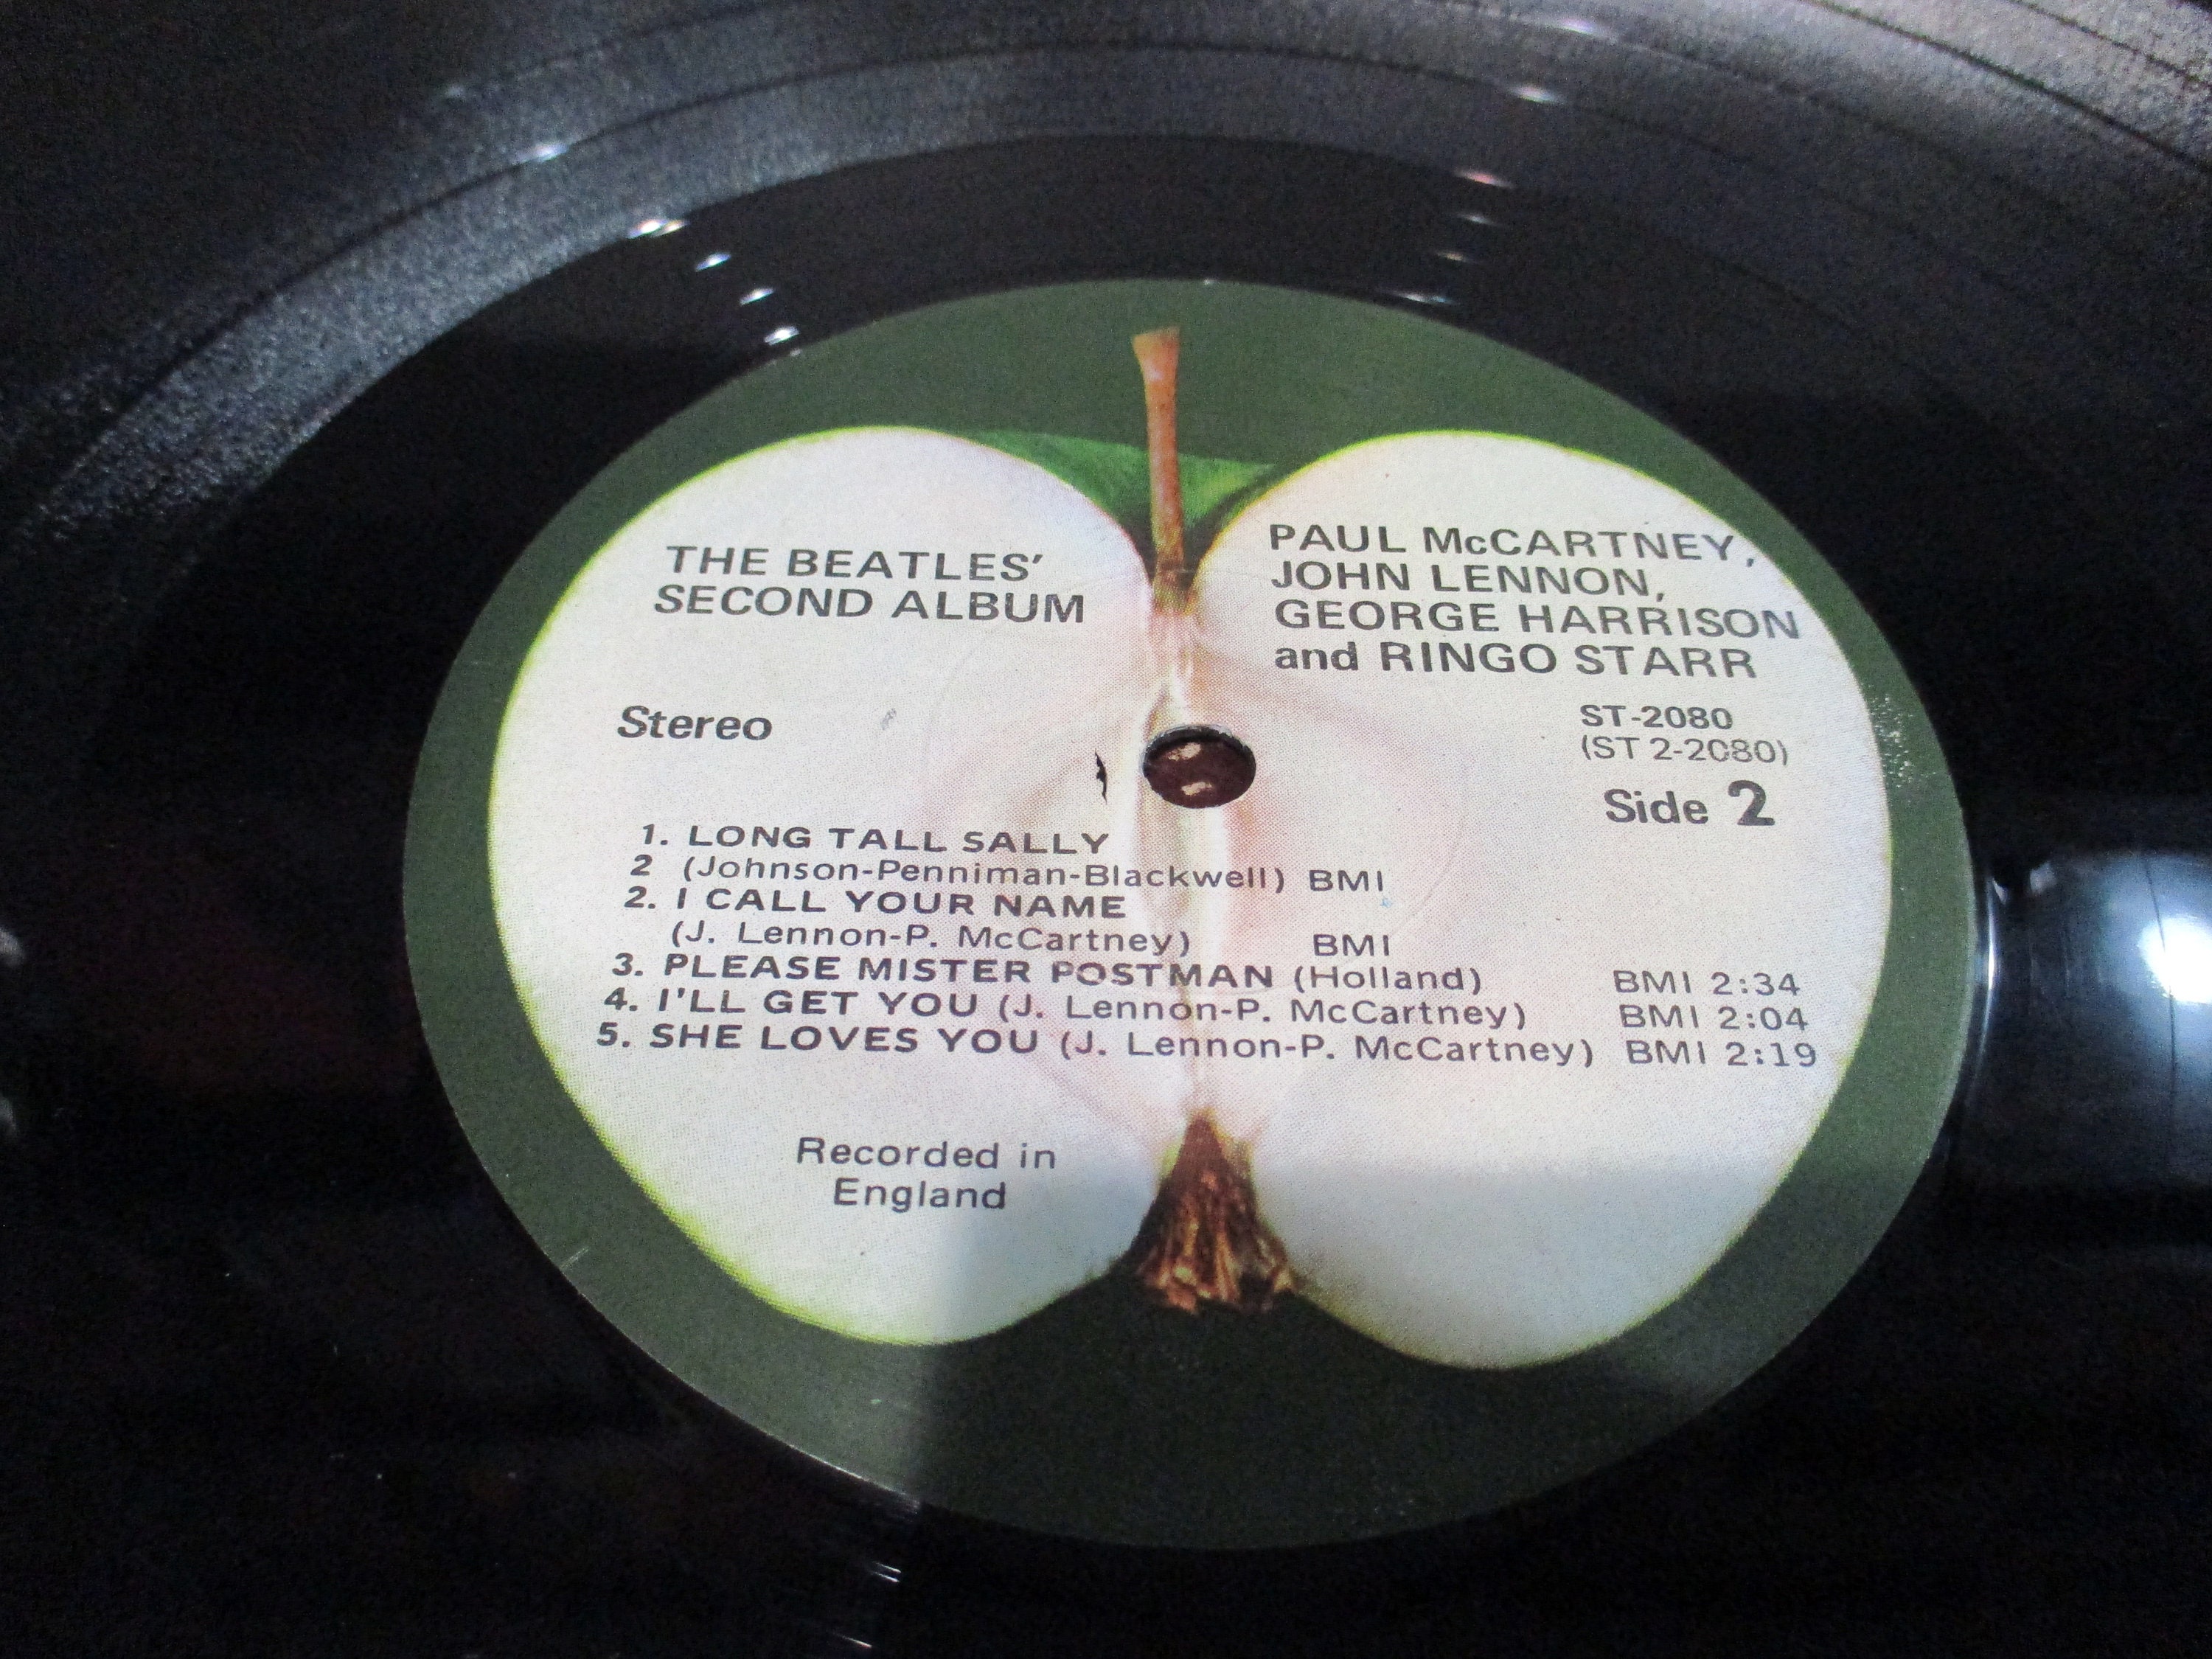 THE BEATLES'
SECOND ALBUM
PAUL McCARTNEY,
JOHN LENNON,
GEORGE HARRISON
and RINGO STARR
Stereo
ST-2080
(ST 2-2080)
Side 2
1. LONG TALL SALLY
2 (Johnson-Penniman-Blackwell) BMI
2. I CALL YOUR NAME
(J. Lennon-P. McCartney) BMI
3. PLEASE MISTER POSTMAN (Holland) BMI 2:34
4. I'LL GET YOU (J. Lennon-P. McCartney) BMI 2:04
5. SHE LOVES YOU (J. Lennon-P. McCartney) BMI 2:19
Recorded in
England